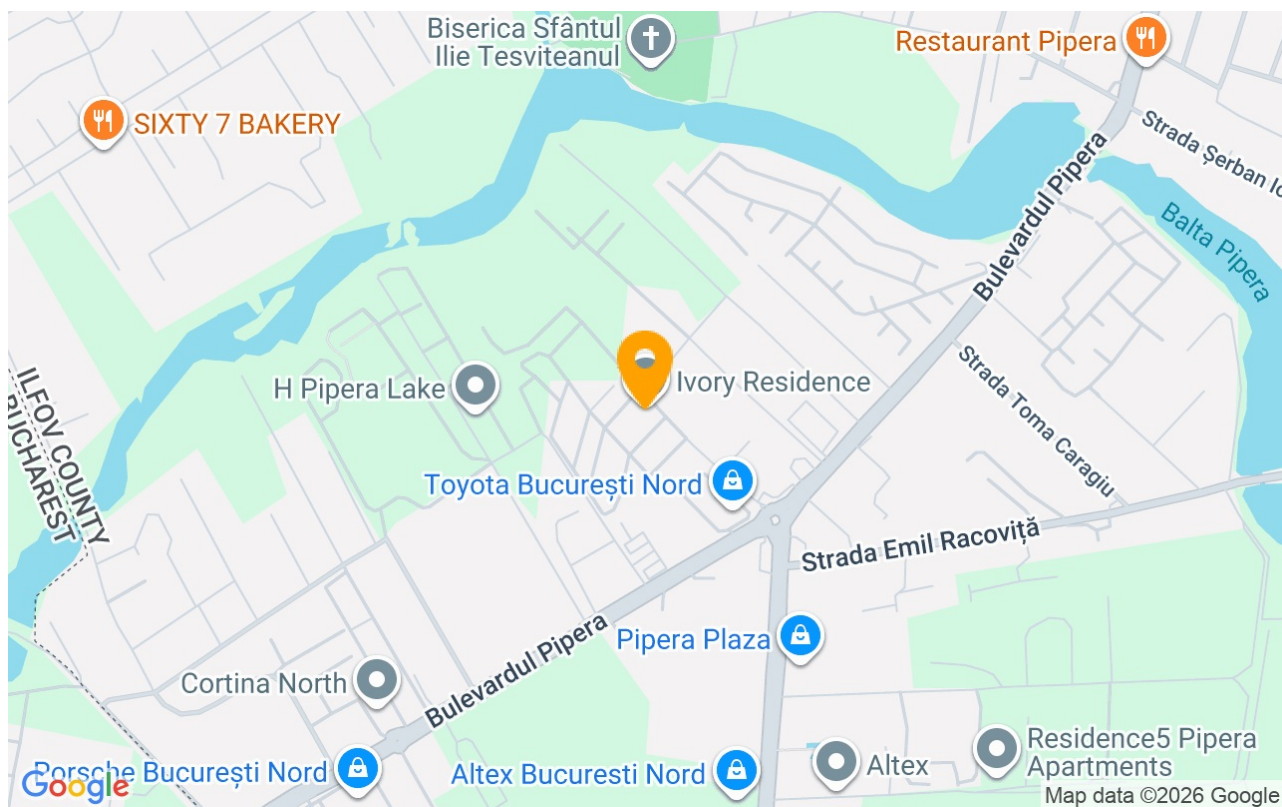 Biserica Sfântul
Ilie Tesviteanul
Restaurant Pipera
SIXTY 7 BAKERY
Strada Șerban Io
Bulevardul Pipera
Balta Pipera
Strada Toma Caragiu
ILFOV COUNTY
BUCHAREST
H Pipera Lake
Ivory Residence
Toyota București Nord
Strada Emil Racoviță
Pipera Plaza
Bulevardul Pipera
Cortina North
Porsche București Nord
Altex Bucuresti Nord
Altex
Residence5 Pipera
Apartments
Google
Map data ©2026 Google